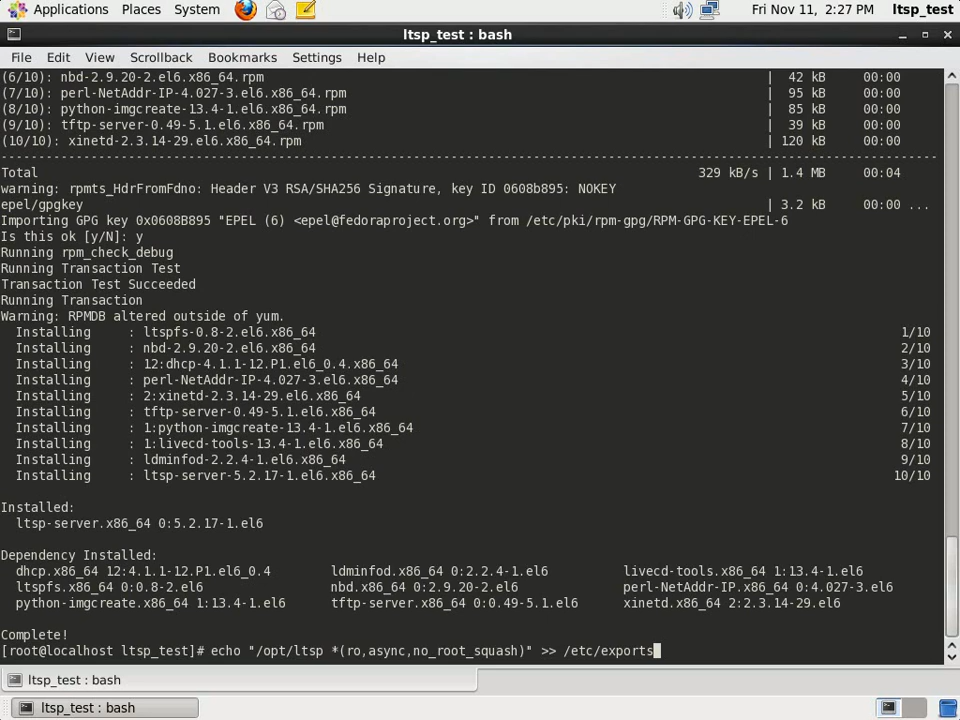 Applications Places System Fri Nov 11, 2:27 PM ltsp_test
ltsp_test : bash
File Edit View Scrollback Bookmarks Settings Help
(6/10): nbd-2.9.20-2.el6.x86_64.rpm | 42 kB 00:00
(7/10): perl-NetAddr-IP-4.027-3.el6.x86_64.rpm | 95 kB 00:00
(8/10): python-imgcreate-13.4-1.el6.x86_64.rpm | 85 kB 00:00
(9/10): tftp-server-0.49-5.1.el6.x86_64.rpm | 39 kB 00:00
(10/10): xinetd-2.3.14-29.el6.x86_64.rpm | 120 kB 00:00
--------------------------------------------------------------------------------
Total 329 kB/s | 1.4 MB 00:04
warning: rpmts_HdrFromFdno: Header V3 RSA/SHA256 Signature, key ID 0608b895: NOKEY
epel/gpgkey | 3.2 kB 00:00 ...
Importing GPG key 0x0608B895 "EPEL (6) <epel@fedoraproject.org>" from /etc/pki/rpm-gpg/RPM-GPG-KEY-EPEL-6
Is this ok [y/N]: y
Running rpm_check_debug
Running Transaction Test
Transaction Test Succeeded
Running Transaction
Warning: RPMDB altered outside of yum.
Installing : ltspfs-0.8-2.el6.x86_64 1/10
Installing : nbd-2.9.20-2.el6.x86_64 2/10
Installing : 12:dhcp-4.1.1-12.P1.el6_0.4.x86_64 3/10
Installing : perl-NetAddr-IP-4.027-3.el6.x86_64 4/10
Installing : 2:xinetd-2.3.14-29.el6.x86_64 5/10
Installing : tftp-server-0.49-5.1.el6.x86_64 6/10
Installing : 1:python-imgcreate-13.4-1.el6.x86_64 7/10
Installing : 1:livecd-tools-13.4-1.el6.x86_64 8/10
Installing : ldminfod-2.2.4-1.el6.x86_64 9/10
Installing : ltsp-server-5.2.17-1.el6.x86_64 10/10
Installed:
ltsp-server.x86_64 0:5.2.17-1.el6
Dependency Installed:
dhcp.x86_64 12:4.1.1-12.P1.el6_0.4 ldminfod.x86_64 0:2.2.4-1.el6 livecd-tools.x86_64 1:13.4-1.el6
ltspfs.x86_64 0:0.8-2.el6 nbd.x86_64 0:2.9.20-2.el6 perl-NetAddr-IP.x86_64 0:4.027-3.el6
python-imgcreate.x86_64 1:13.4-1.el6 tftp-server.x86_64 0:0.49-5.1.el6 xinetd.x86_64 2:2.3.14-29.el6
Complete!
[root@localhost ltsp_test]# echo "/opt/ltsp *(ro,async,no_root_squash)" >> /etc/exports
ltsp_test : bash
ltsp_test : bash